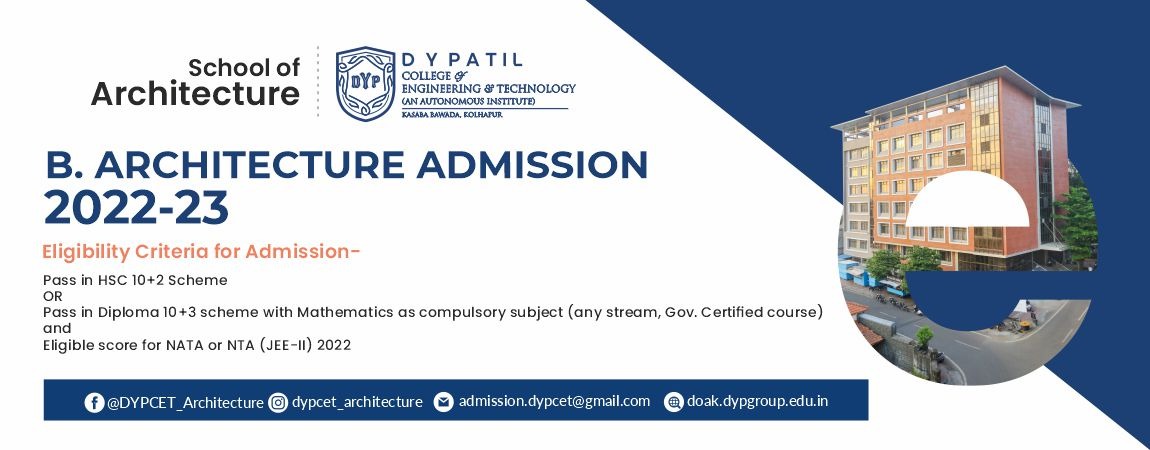 School of
Architecture
DYP
D Y PATIL
COLLEGE OF
ENGINEERING & TECHNOLOGY
(AN AUTONOMOUS INSTITUTE)
KASABA BAWADA, KOLHAPUR
B. ARCHITECTURE ADMISSION
2022-23
Eligibility Criteria for Admission-
Pass in HSC 10+2 Scheme
OR
Pass in Diploma 10+3 scheme with Mathematics as compulsory subject (any stream, Gov. Certified course)
and
Eligible score for NATA or NTA (JEE-II) 2022
@DYPCET_Architecture dypcet_architecture admission.dypcet@gmail.com doak.dypgroup.edu.in